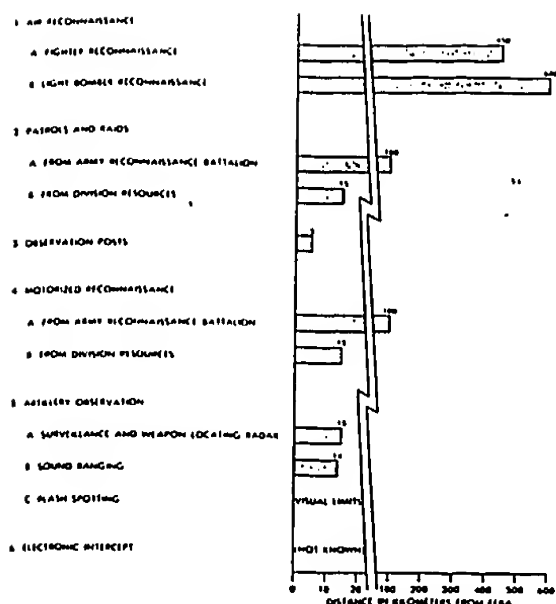 1 AIR RECONNAISSANCE
A FIGHTER RECONNAISSANCE 450
B LIGHT BOMBER RECONNAISSANCE 600
2 PATROLS AND RAIDS
A FROM ARMY RECONNAISSANCE BATTALION 100
B FROM DIVISION RESOURCES 15
3 OBSERVATION POSTS
4 MOTORIZED RECONNAISSANCE
A FROM ARMY RECONNAISSANCE BATTALION 100
B FROM DIVISION RESOURCES 15
5 ARTILLERY OBSERVATION
A SURVEILLANCE AND WEAPON LOCATING RADAR 15
B SOUND RANGING
C FLASH SPOTTING VISUAL LIMITS
6 ELECTRONIC INTERCEPT (NOT KNOWN)
0 10 20 100 200 300 400 500 600
DISTANCE IN KILOMETERS FROM FEBA